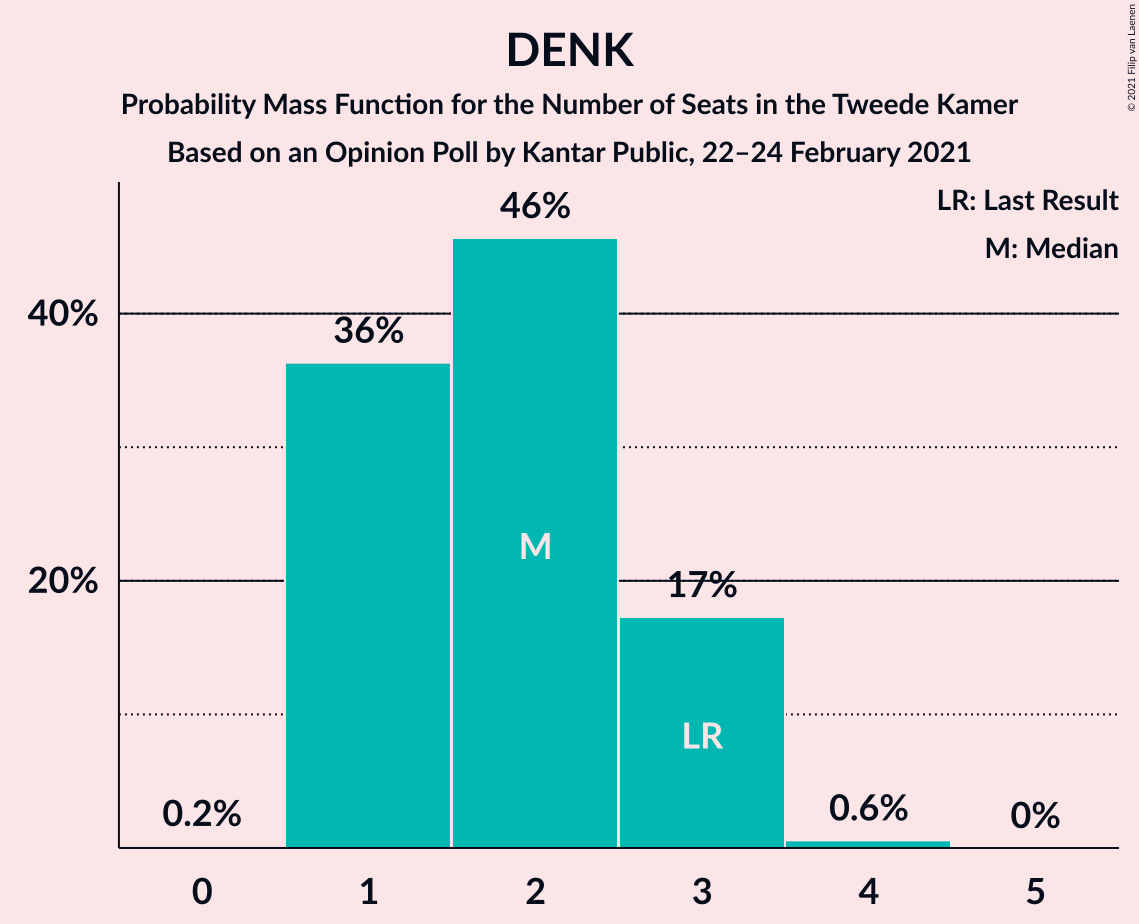 DENK
Probability Mass Function for the Number of Seats in the Tweede Kamer
Based on an Opinion Poll by Kantar Public, 22–24 February 2021
© 2021 Filip van Laenen
LR: Last Result
M: Median
46%
40%
36%
M
20%
17%
LR
0.2%
0.6%
0%
0 1 2 3 4 5